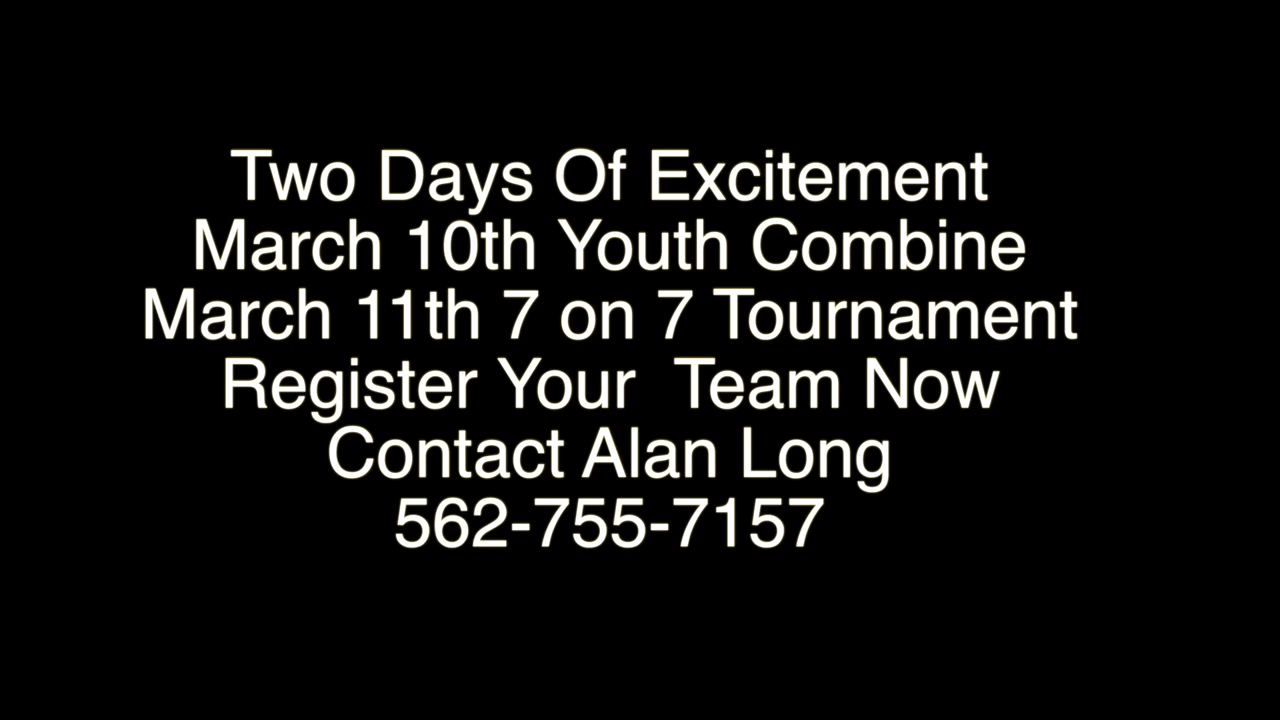 Two Days Of Excitement
March 10th Youth Combine
March 11th 7 on 7 Tournament
Register Your  Team Now
Contact Alan Long
562-755-7157